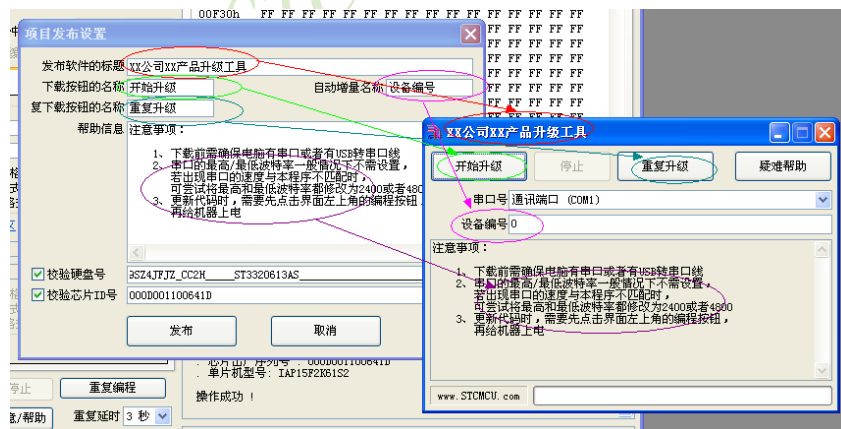 00F30h FF FF FF FF FF FF FF FF FF FF FF FF FF FF FF FF
项目发布设置
发布软件的标题 XX公司XX产品升级工具
下载按钮的名称 开始升级 自动增量名称 设备编号
复下载按钮的名称 重复升级
帮助信息 注意事项:
1、下载前需确保电脑有串口或者有USB转串口线
2、串口的最高/最低波特率一般情况下不需设置,
若出现串口的速度与本程序不匹配时,
可尝试将最高和最低波特率都修改为2400或者480
3、更新代码时,需要先点击界面左上角的编程按钮,
再给机器上电
校验硬盘号
校验芯片ID号 000D001100641D
发布 取消
XX公司XX产品升级工具
开始升级 停止 重复升级 疑难帮助
串口号 通讯端口 (COM1)
设备编号 0
注意事项:
1、下载前需确保电脑有串口或者有USB转串口线
2、串口的最高/最低波特率一般情况下不需设置,
若出现串口的速度与本程序不匹配时,
可尝试将最高和最低波特率都修改为2400或者4800
3、更新代码时,需要先点击界面左上角的编程按钮,
再给机器上电
www.STCMCU.com
. 单片机型号: IAP15F2K61S2
操作成功 !
停止 重复编程
/帮助 重复延时 3 秒